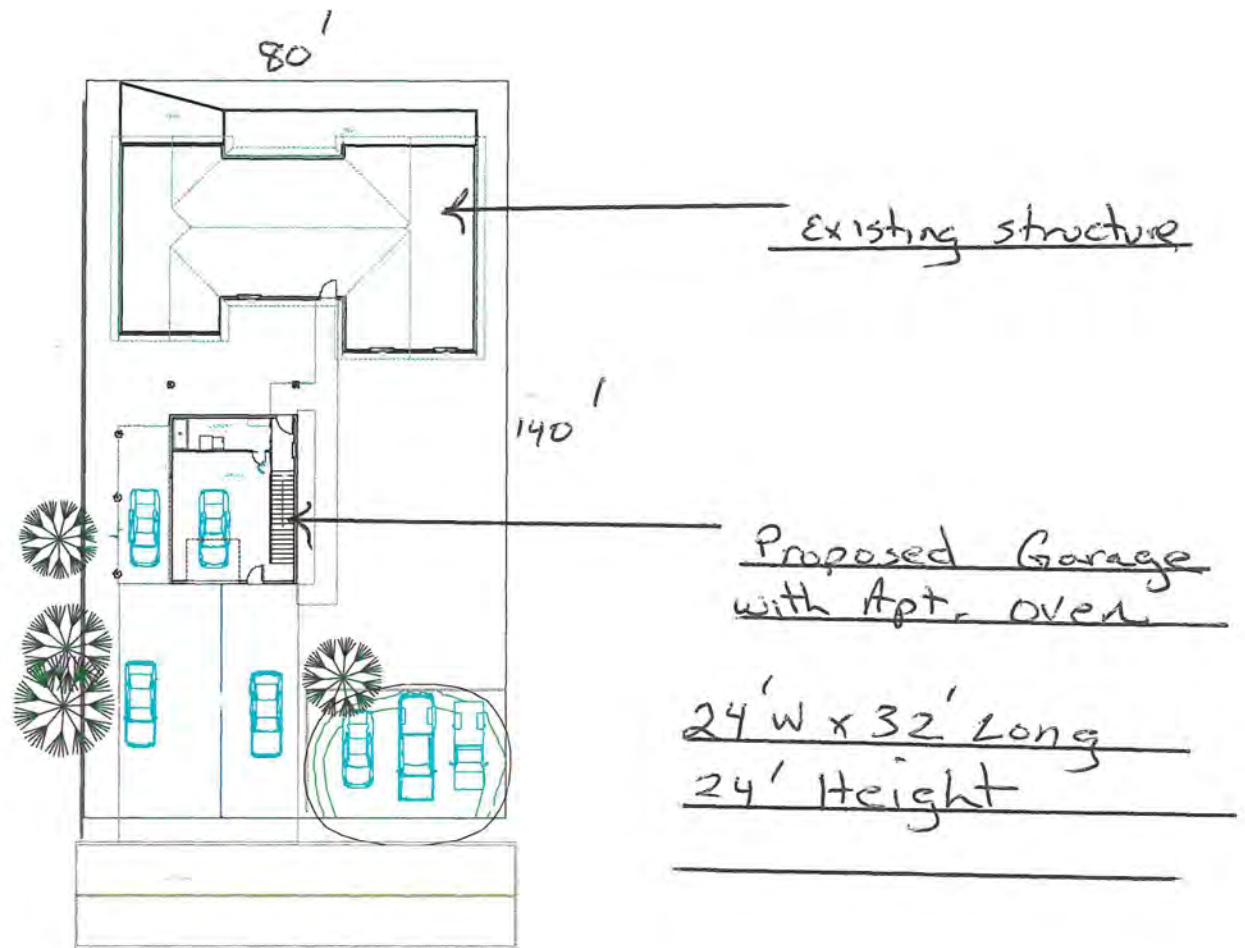 80'
Existing structure
140'
Proposed Garage
with Apt. over
24'W x 32' Long
24' Height